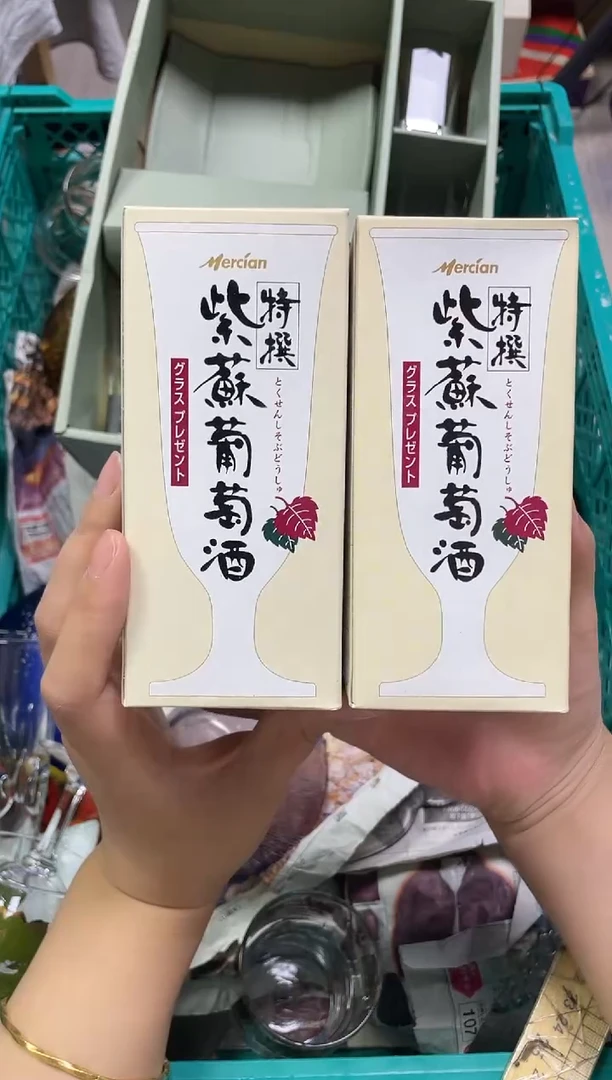 Mercian
特撰
紫蘇葡萄酒
とくせんしそぶどうしゅ
グラスプレゼント
Mercian
特撰
紫蘇葡萄酒
とくせんしそぶどうしゅ
グラスプレゼント
107